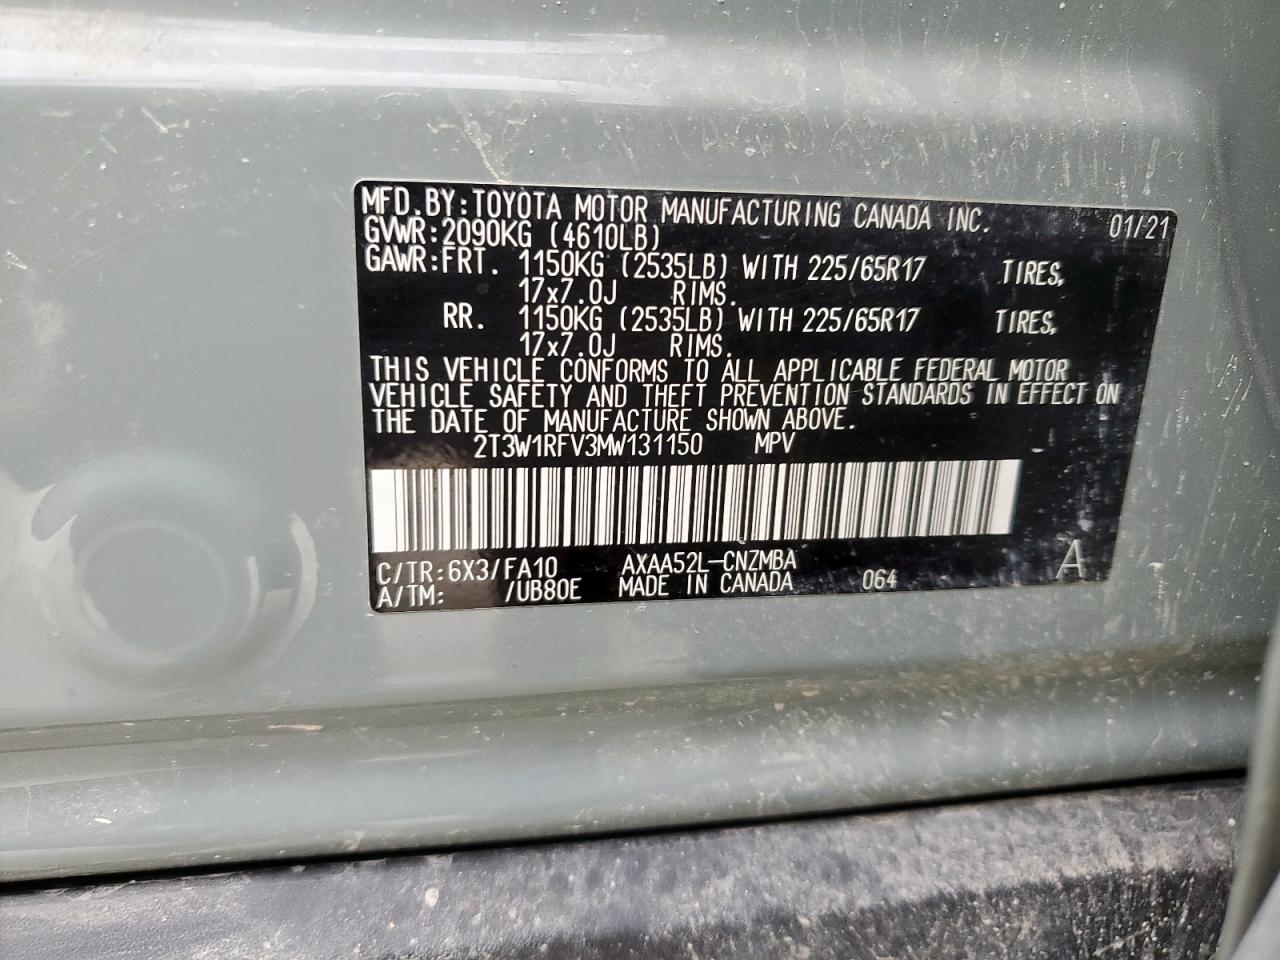 MFD. BY: TOYOTA MOTOR MANUFACTURING CANADA INC. 01/21
GVWR: 2090KG (4610LB)
GAWR: FRT. 1150KG (2535LB) WITH 225/65R17 TIRES,
17x7.0J RIMS.
RR. 1150KG (2535LB) WITH 225/65R17 TIRES,
17x7.0J RIMS.
THIS VEHICLE CONFORMS TO ALL APPLICABLE FEDERAL MOTOR
VEHICLE SAFETY AND THEFT PREVENTION STANDARDS IN EFFECT ON
THE DATE OF MANUFACTURE SHOWN ABOVE.
2T3W1RFV3MW131150 MPV
C/TR: 6X3/FA10 AXAA52L-CNZMBA
A/TM: /UB80E MADE IN CANADA 064 A